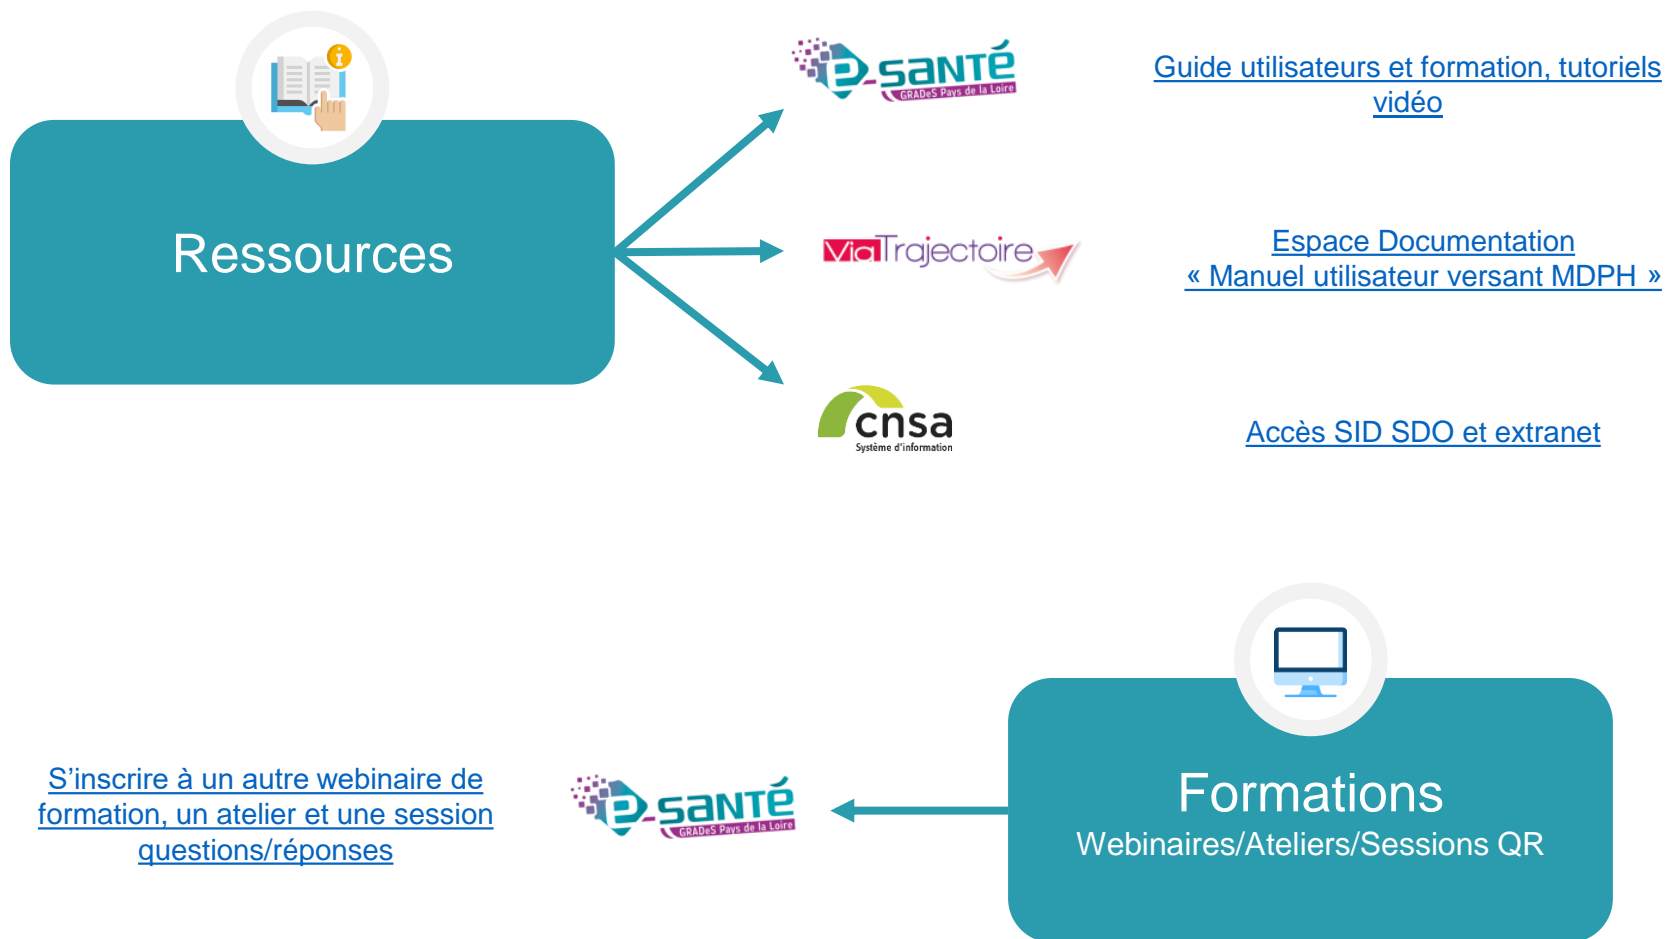 Ressources
e-santé
GRADeS Pays de la Loire
Guide utilisateurs et formation, tutoriels
vidéo
ViaTrajectoire
Espace Documentation
« Manuel utilisateur versant MDPH »
cnsa
Système d'information
Accès SID SDO et extranet
S’inscrire à un autre webinaire de
formation, un atelier et une session
questions/réponses
e-santé
GRADeS Pays de la Loire
Formations
Webinaires/Ateliers/Sessions QR